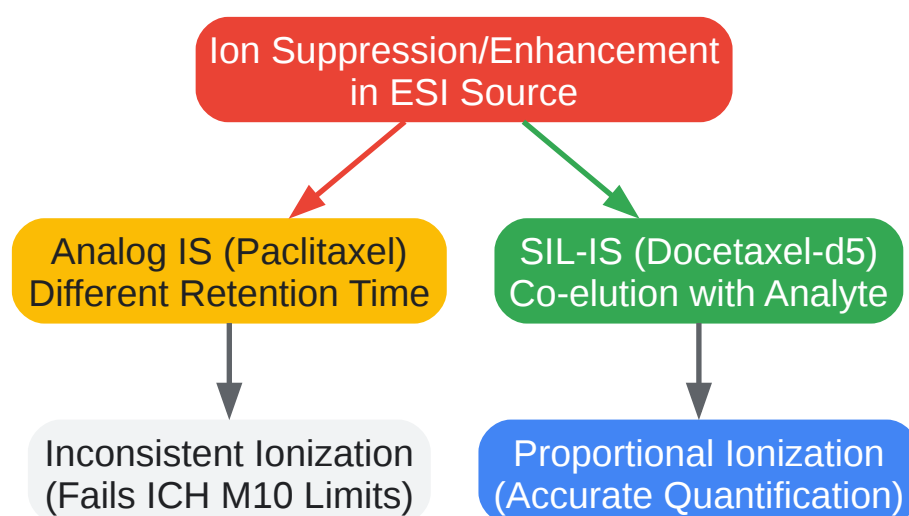 Ion Suppression/Enhancement
in ESI Source
Analog IS (Paclitaxel)
Different Retention Time
SIL-IS (Docetaxel-d5)
Co-elution with Analyte
Inconsistent Ionization
(Fails ICH M10 Limits)
Proportional Ionization
(Accurate Quantification)